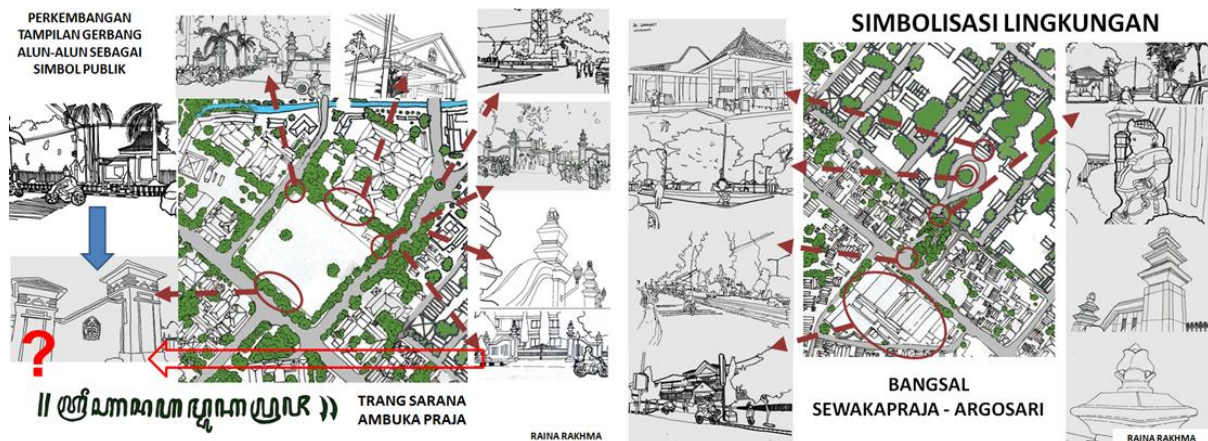 PERKEMBANGAN
TAMPILAN GERBANG
ALUN-ALUN SEBAGAI
SIMBOL PUBLIK
?
TRANG SARANA
AMBUKA PRAJA
RAINA RAKHMA
SIMBOLISASI LINGKUNGAN
BANGSAL
SEWAKAPRAJA - ARGOSARI
RAINA RAKHMA